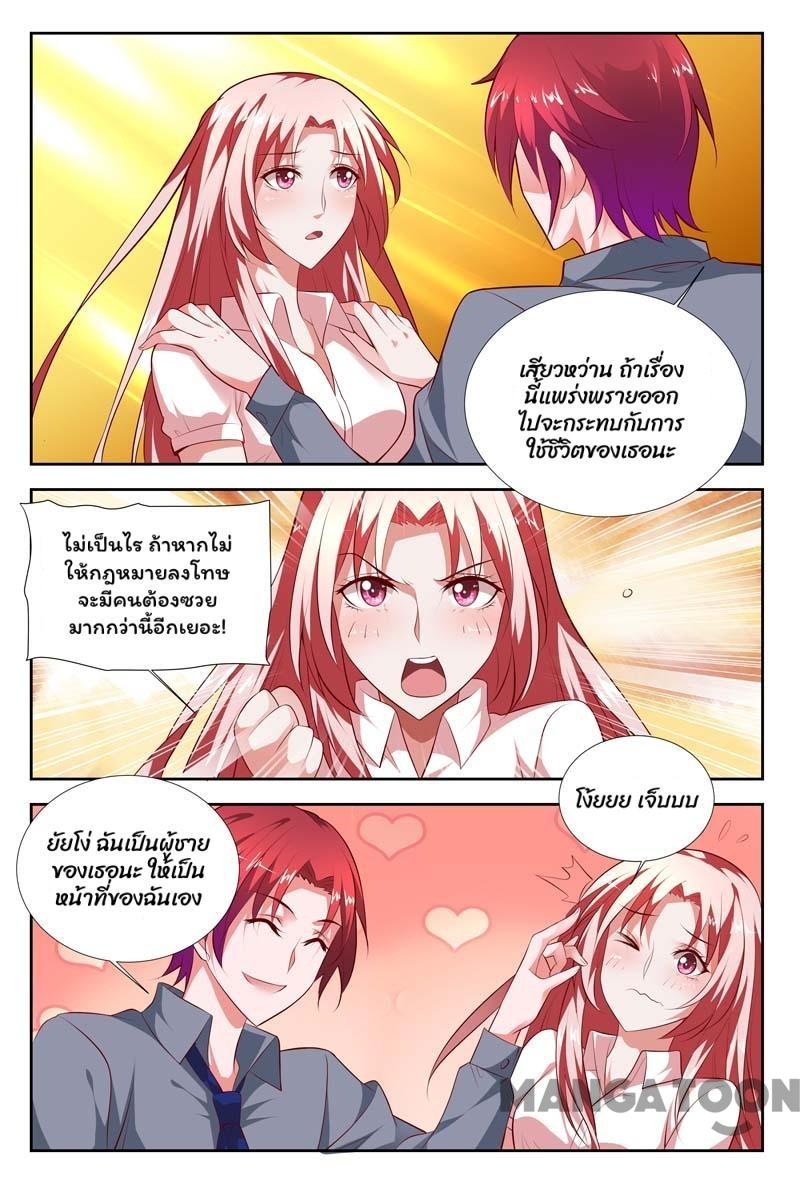 เสียวหว่าน ถ้าเรื่อง
นี้แพร่งพรายออก
ไปจะกระทบกับการ
ใช้ชีวิตของเธอนะ
ไม่เป็นไร ถ้าหากไม่
ให้กฎหมายลงโทษ
จะมีคนต้องซวย
มากกว่านี้อีกเยอะ!
โง้ยยย เจ็บบบ
ยัยโง่ ฉันเป็นผู้ชาย
ของเธอนะ ให้เป็น
หน้าที่ของฉันเอง
MANGATOON